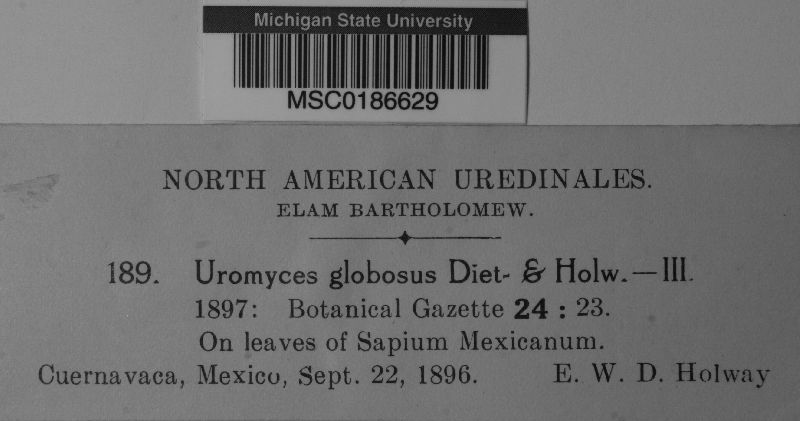 Michigan State University
MSC0186629
NORTH AMERICAN UREDINALES.
ELAM BARTHOLOMEW.
189. Uromyces globosus Diet- & Holw.—III.
1897: Botanical Gazette 24 : 23.
On leaves of Sapium Mexicanum.
Cuernavaca, Mexico, Sept. 22, 1896. E. W. D. Holway